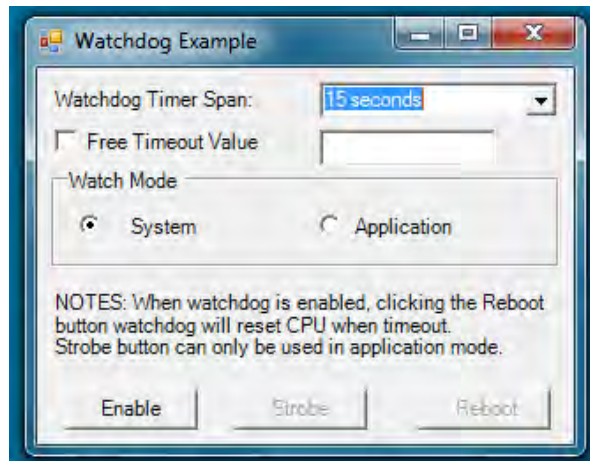 Watchdog Example
Watchdog Timer Span: 15 seconds
Free Timeout Value
Watch Mode
System Application
NOTES: When watchdog is enabled, clicking the Reboot
button watchdog will reset CPU when timeout.
Strobe button can only be used in application mode.
Enable Strobe Reboot